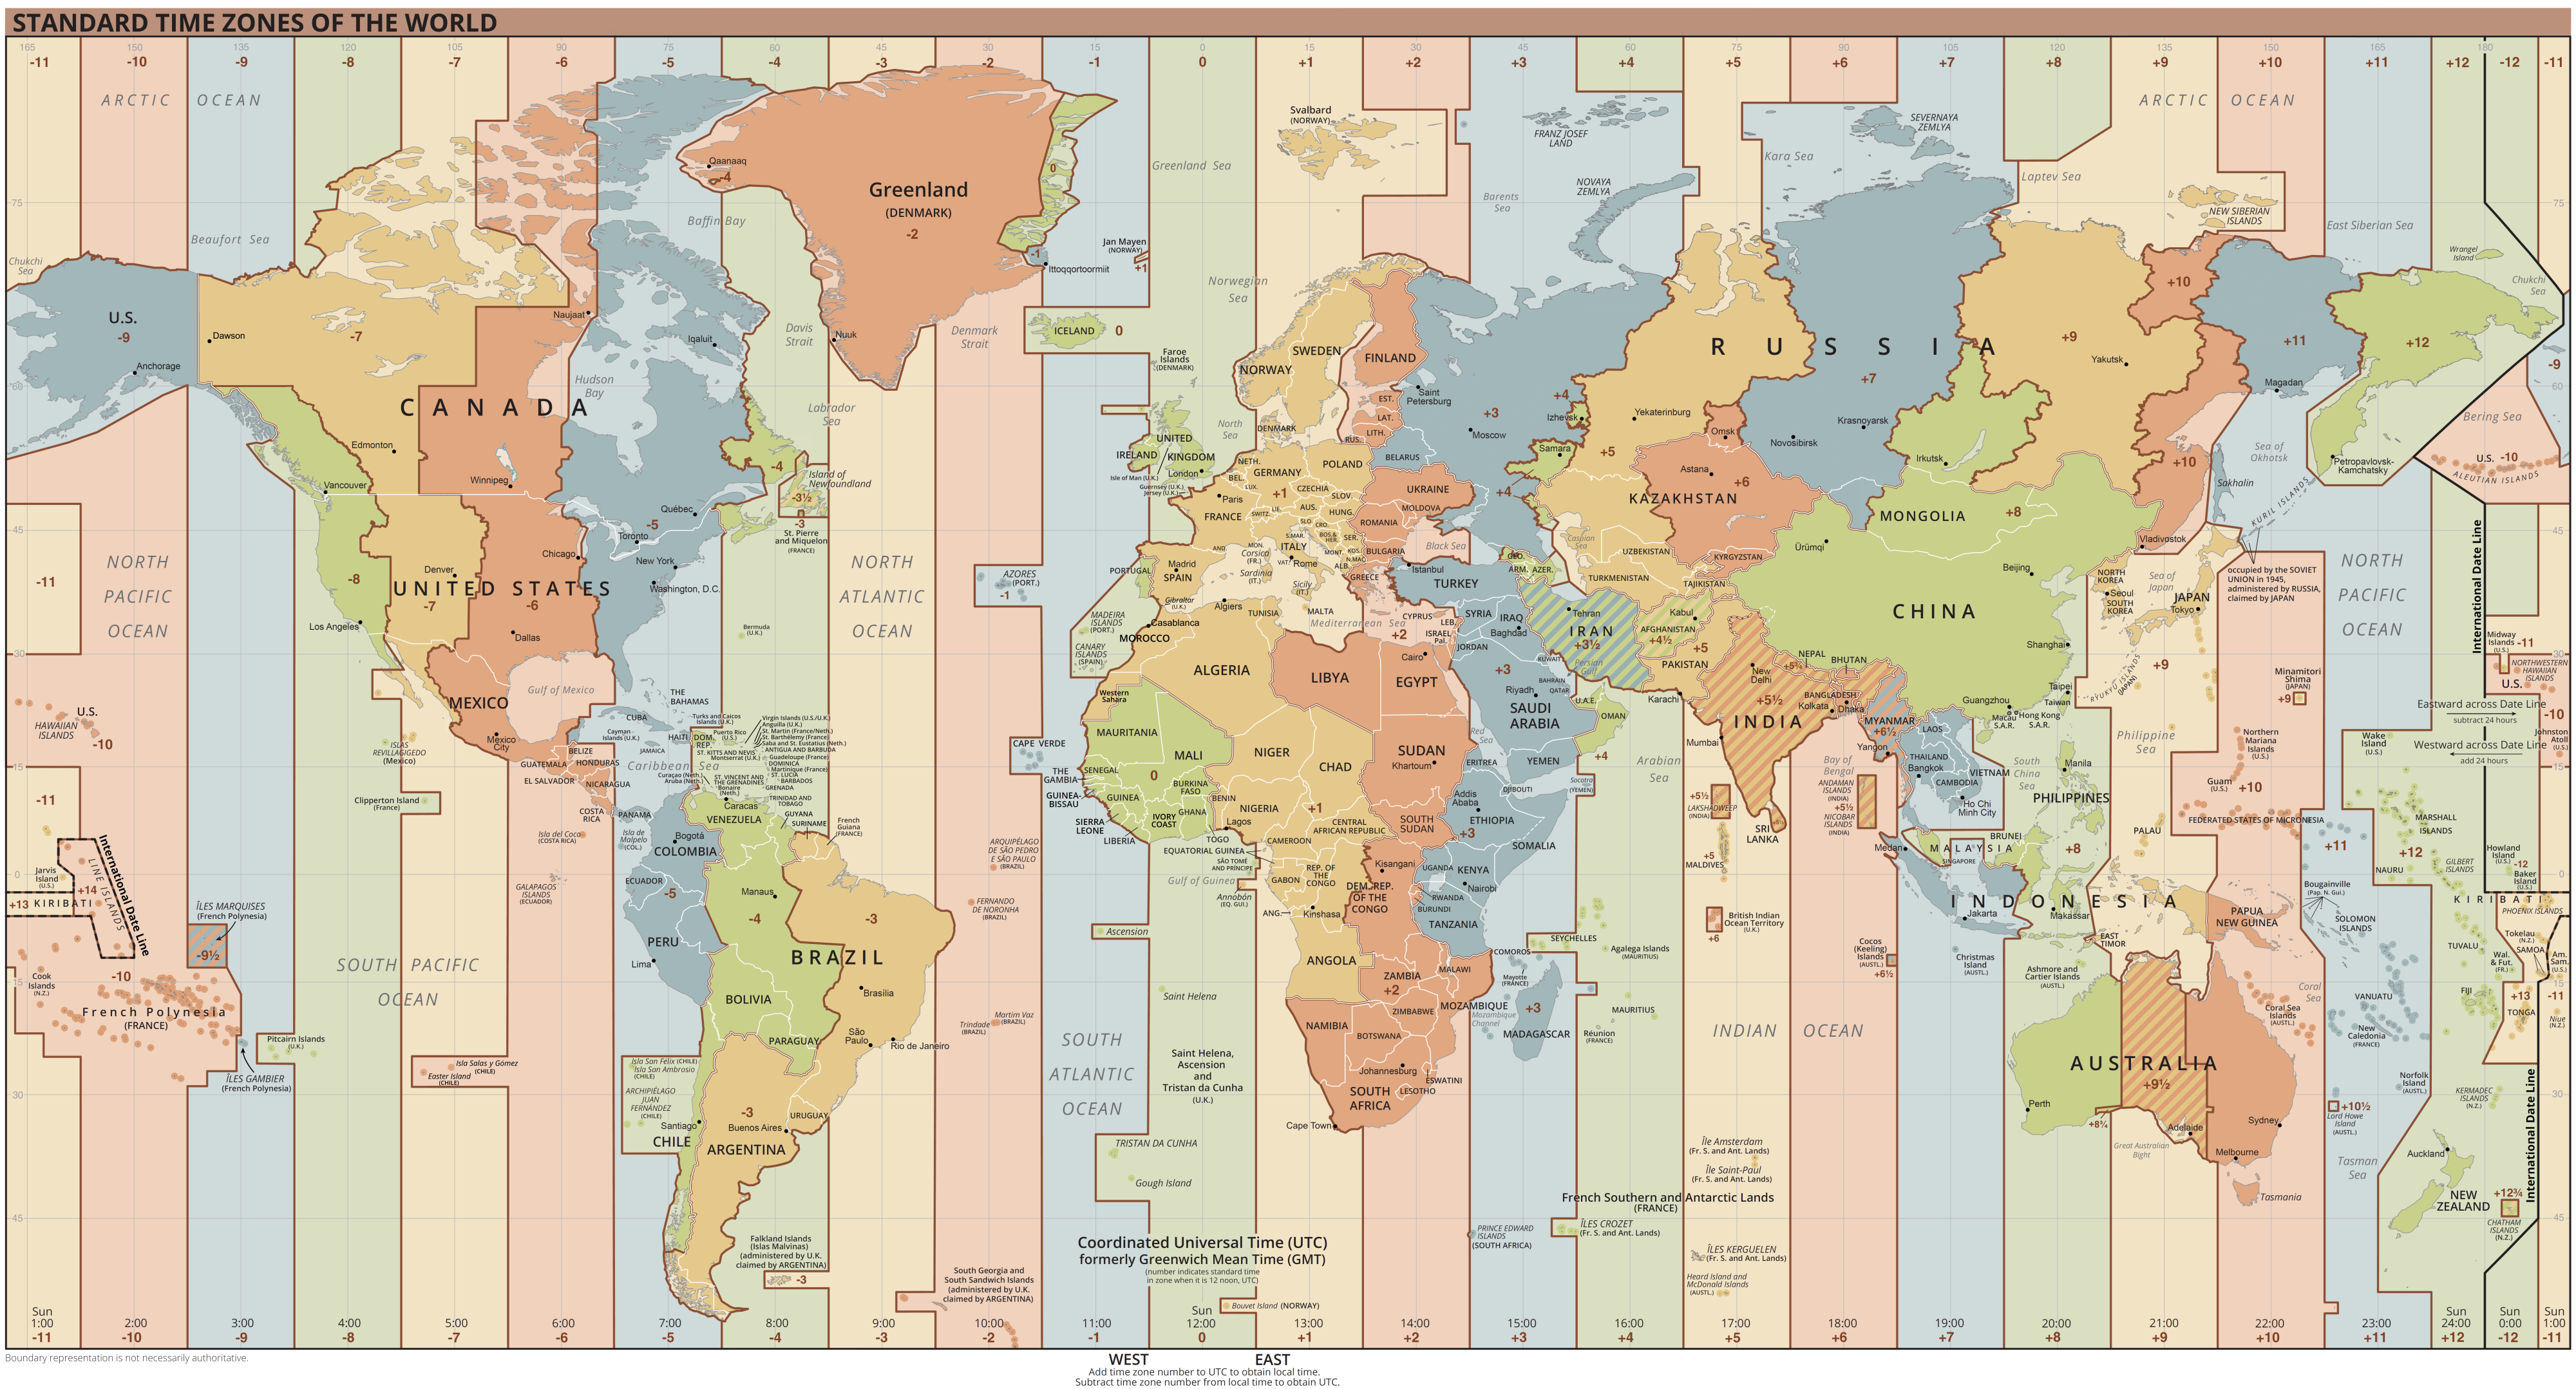 STANDARD TIME ZONES OF THE WORLD
165 150 135 120 105 90 75 60 45 30 15 0 15 30 45 60 75 90 105 120 135 150 165 180
-11 -10 -9 -8 -7 -6 -5 -4 -3 -2 -1 0 +1 +2 +3 +4 +5 +6 +7 +8 +9 +10 +11 +12 -12 -11
ARCTIC OCEAN
ARCTIC OCEAN
Svalbard
(NORWAY)
FRANZ JOSEF
LAND
SEVERNAYA
ZEMLYA
Kara Sea
Laptev Sea
Greenland Sea
Barents
Sea
NOVAYA
ZEMLYA
NEW SIBERIAN
ISLANDS
East Siberian Sea
Wrangel
Island
Chukchi
Sea
Chukchi
Sea
Beaufort Sea
Baffin Bay
Qaanaaq
-4
Greenland
(DENMARK)
-2
0
-1
Ittoqqortoormiit
Jan Mayen
(NORWAY)
+1
Norwegian
Sea
Denmark
Strait
Davis
Strait
Nuuk
Labrador
Sea
ICELAND
0
Faroe
Islands
(DENMARK)
U.S.
-9
Anchorage
Dawson
-7
Naujaat
Iqaluit
Hudson
Bay
CANADA
Edmonton
Winnipeg
Vancouver
Québec
-5
Toronto
-4
Island of
Newfoundland
-3½
-3
St. Pierre
and Miquelon
(FRANCE)
Chicago
New York
Washington, D.C.
Denver
UNITED STATES
-8
-7
-6
Los Angeles
Dallas
NORTH
PACIFIC
OCEAN
-11
NORTH
ATLANTIC
OCEAN
Bermuda
(U.K.)
AZORES
(PORT.)
-1
MEXICO
Gulf of Mexico
Mexico
City
ISLAS
REVILLAGIGEDO
(Mexico)
Clipperton Island
(France)
U.S.
HAWAIIAN
ISLANDS
-10
-11
THE
BAHAMAS
CUBA
Cayman
Islands (U.K.)
JAMAICA
HAITI
DOM.
REP.
Turks and Caicos
Islands (U.K.)
Puerto Rico
(U.S.)
Virgin Islands (U.S./U.K.)
Anguilla (U.K.)
St. Martin (France/Neth.)
St. Barthélemy (France)
Saba and St. Eustatius (Neth.)
ANTIGUA AND BARBUDA
ST. KITTS AND NEVIS
Montserrat (U.K.)
Guadeloupe (France)
DOMINICA
Martinique (France)
ST. LUCIA
BARBADOS
ST. VINCENT AND
THE GRENADINES
GRENADA
Curaçao (Neth.)
Aruba (Neth.)
Bonaire
(Neth.)
TRINIDAD AND
TOBAGO
Caribbean Sea
BELIZE
GUATEMALA
HONDURAS
EL SALVADOR
NICARAGUA
COSTA
RICA
PANAMA
Isla del Coco
(COSTA RICA)
Isla de
Malpelo
(COL.)
Caracas
VENEZUELA
GUYANA
SURINAME
French
Guiana
(FRANCE)
Bogotá
COLOMBIA
ECUADOR
-5
GALAPAGOS
ISLANDS
(ECUADOR)
Manaus
-4
-3
PERU
Lima
BRAZIL
Brasília
BOLIVIA
PARAGUAY
São
Paulo
Rio de Janeiro
Isla San Félix (CHILE)
Isla San Ambrosio
(CHILE)
ARCHIPIÉLAGO
JUAN
FERNÁNDEZ
(CHILE)
Santiago
CHILE
-3
URUGUAY
Buenos Aires
ARGENTINA
Isla Salas y Gómez
(CHILE)
Easter Island
(CHILE)
Falkland Islands
(Islas Malvinas)
(administered by U.K.
claimed by ARGENTINA)
-3
South Georgia and
South Sandwich Islands
(administered by U.K.
claimed by ARGENTINA)
ARQUIPÉLAGO
DE SÃO PEDRO
E SÃO PAULO
(BRAZIL)
FERNANDO
DE NORONHA
(BRAZIL)
Trindade
(BRAZIL)
Martim Vaz
(BRAZIL)
International Date Line
LINE ISLANDS
Jarvis
Island
(U.S.)
+14
+13 KIRIBATI
ÎLES MARQUISES
(French Polynesia)
-9½
Cook
Islands
(N.Z.)
-10
French Polynesia
(FRANCE)
Pitcairn Islands
(U.K.)
ÎLES GAMBIER
(French Polynesia)
SOUTH PACIFIC
OCEAN
SOUTH
ATLANTIC
OCEAN
Ascension
Saint Helena
Saint Helena,
Ascension
and
Tristan da Cunha
(U.K.)
TRISTAN DA CUNHA
Gough Island
Bouvet Island (NORWAY)
Coordinated Universal Time (UTC)
formerly Greenwich Mean Time (GMT)
(number indicates standard time
in zone when it is 12 noon, UTC)
SWEDEN
NORWAY
FINLAND
EST.
LAT.
LITH.
RUS.
DENMARK
North
Sea
UNITED
KINGDOM
IRELAND
London
Isle of Man (U.K.)
Guernsey (U.K.)
Jersey (U.K.)
NETH.
BEL.
LUX.
GERMANY
+1
POLAND
BELARUS
CZECHIA
SLOV.
AUS.
HUNG.
LIE.
SWITZ.
Paris
FRANCE
SLO.
CRO.
BOS.&
HER.
SER.
MONT.
KOS.
N.MAC.
ALB.
GREECE
S.MAR.
ITALY
VAT.
Rome
MON.
AND.
Corsica
(FR.)
Sardinia
(IT.)
Sicily
(IT.)
MALTA
UKRAINE
MOLDOVA
ROMANIA
BULGARIA
Black Sea
Istanbul
TURKEY
GEO.
ARM.
AZER.
PORTUGAL
Madrid
SPAIN
Gibraltar
(U.K.)
Algiers
TUNISIA
Mediterranean Sea
CYPRUS
LEB.
SYRIA
IRAQ
Baghdad
ISRAEL
Pal.
JORDAN
+2
Cairo
MADEIRA
ISLANDS
(PORT.)
CANARY
ISLANDS
(SPAIN)
Casablanca
MOROCCO
Western
Sahara
ALGERIA
LIBYA
EGYPT
MAURITANIA
MALI
0
NIGER
CHAD
SUDAN
Khartoum
CAPE VERDE
SENEGAL
THE
GAMBIA
GUINEA-
BISSAU
GUINEA
SIERRA
LEONE
LIBERIA
IVORY
COAST
BURKINA
FASO
GHANA
TOGO
BENIN
NIGERIA
Lagos
+1
CENTRAL
AFRICAN REPUBLIC
CAMEROON
EQUATORIAL GUINEA
SÃO TOMÉ
AND PRÍNCIPE
Gulf of Guinea
Annobón
(EQ. GUI.)
GABON
REP. OF
THE
CONGO
Kisangani
DEM. REP.
OF THE
CONGO
ANG.
Kinshasa
ANGOLA
SOUTH
SUDAN
ERITREA
DJIBOUTI
Addis
Ababa
ETHIOPIA
+3
SOMALIA
UGANDA
KENYA
Nairobi
RWANDA
BURUNDI
TANZANIA
ZAMBIA
+2
MALAWI
MOZAMBIQUE
ZIMBABWE
NAMIBIA
BOTSWANA
Johannesburg
ESWATINI
LESOTHO
SOUTH
AFRICA
Cape Town
COMOROS
Mayotte
(FRANCE)
Mozambique
Channel
+3
MADAGASCAR
SEYCHELLES
Agalega Islands
(MAURITIUS)
MAURITIUS
Réunion
(FRANCE)
Red
Sea
SAUDI
ARABIA
+3
Riyadh
KUWAIT
BAHRAIN
QATAR
U.A.E.
OMAN
+4
YEMEN
Socotra
(YEMEN)
Persian
Gulf
Arabian
Sea
Tehran
IRAN
+3½
Kabul
AFGHANISTAN
+4½
PAKISTAN
+5
Karachi
Caspian
Sea
UZBEKISTAN
TURKMENISTAN
TAJIKISTAN
KYRGYZSTAN
KAZAKHSTAN
Astana
+6
RUSSIA
Saint
Petersburg
+3
Moscow
+4
Izhevsk
Samara
+4
Yekaterinburg
+5
Omsk
Novosibirsk
Krasnoyarsk
+7
Irkutsk
+9
Yakutsk
+10
+10
+11
Magadan
+12
Petropavlovsk-
Kamchatsky
Sea of
Okhotsk
Sakhalin
KURIL ISLANDS
Vladivostok
Bering Sea
-9
U.S. -10
ALEUTIAN ISLANDS
MONGOLIA
+8
Ürümqi
Beijing
CHINA
Shanghai
NORTH
KOREA
Seoul
SOUTH
KOREA
Sea of
Japan
JAPAN
Tokyo
occupied by the SOVIET
UNION in 1945,
administered by RUSSIA,
claimed by JAPAN
+9
RYUKYU ISLANDS
(JAPAN)
Taipei
Taiwan
Guangzhou
Macau
S.A.R.
Hong Kong
S.A.R.
NEPAL
+5¾
BHUTAN
New
Delhi
+5½
INDIA
BANGLADESH
Dhaka
Kolkata
Mumbai
MYANMAR
+6½
Yangon
LAOS
THAILAND
Bangkok
VIETNAM
CAMBODIA
Ho Chi
Minh City
South
China
Sea
Manila
PHILIPPINES
Philippine
Sea
Bay of
Bengal
ANDAMAN
ISLANDS
(INDIA)
+5½
NICOBAR
ISLANDS
(INDIA)
+5½
LAKSHADWEEP
(INDIA)
SRI
LANKA
+5
MALDIVES
British Indian
Ocean Territory
(U.K.)
+6
Medan
MALAYSIA
SINGAPORE
BRUNEI
+8
PALAU
INDONESIA
Jakarta
Makassar
EAST
TIMOR
PAPUA
NEW GUINEA
Cocos
(Keeling)
Islands
(AUSTL.)
+6½
Christmas
Island
(AUSTL.)
Ashmore and
Cartier Islands
(AUSTL.)
INDIAN OCEAN
AUSTRALIA
+9½
Perth
+8¾
Adelaide
Great Australian
Bight
Sydney
Melbourne
Tasmania
Coral
Sea
Coral Sea
Islands
(AUSTL.)
Tasman
Sea
+10½
Lord Howe
Island
(AUSTL.)
Norfolk
Island
(AUSTL.)
VANUATU
New
Caledonia
(FRANCE)
SOLOMON
ISLANDS
Bougainville
(Pap. N. Gui.)
+11
NORTH
PACIFIC
OCEAN
Minamitori
Shima
(JAPAN)
+9
Northern
Mariana
Islands
(U.S.)
Guam
(U.S.)
+10
FEDERATED STATES OF MICRONESIA
Wake
Island
(U.S.)
MARSHALL
ISLANDS
+12
NAURU
GILBERT
ISLANDS
KIRIBATI
PHOENIX ISLANDS
Howland
Island
(U.S.)
-12
Baker
Island
(U.S.)
TUVALU
Tokelau
(N.Z.)
SAMOA
Wal.
& Fut.
(FR.)
Am.
Sam.
(U.S.)
-11
FIJI
+13
TONGA
Niue
(N.Z.)
KERMADEC
ISLANDS
(N.Z.)
Auckland
NEW
ZEALAND
+12¾
CHATHAM
ISLANDS
(N.Z.)
International Date Line
International Date Line
Midway
Islands
(U.S.)
-11
NORTHWESTERN
HAWAIIAN
ISLANDS
U.S.
-10
Johnston
Atoll
(U.S.)
Eastward across Date Line
subtract 24 hours
Westward across Date Line
add 24 hours
Île Amsterdam
(Fr. S. and Ant. Lands)
Île Saint-Paul
(Fr. S. and Ant. Lands)
French Southern and Antarctic Lands
(FRANCE)
PRINCE EDWARD
ISLANDS
(SOUTH AFRICA)
ÎLES CROZET
(Fr. S. and Ant. Lands)
ÎLES KERGUELEN
(Fr. S. and Ant. Lands)
Heard Island and
McDonald Islands
(AUSTL.)
75 60 45 30 15 0 15 30 45
75 60 45 30 15 0 15 30 45
Sun Sun Sun Sun Sun
1:00 2:00 3:00 4:00 5:00 6:00 7:00 8:00 9:00 10:00 11:00 12:00 13:00 14:00 15:00 16:00 17:00 18:00 19:00 20:00 21:00 22:00 23:00 24:00 0:00 1:00
-11 -10 -9 -8 -7 -6 -5 -4 -3 -2 -1 0 +1 +2 +3 +4 +5 +6 +7 +8 +9 +10 +11 +12 -12 -11
Boundary representation is not necessarily authoritative.
WEST EAST
Add time zone number to UTC to obtain local time.
Subtract time zone number from local time to obtain UTC.